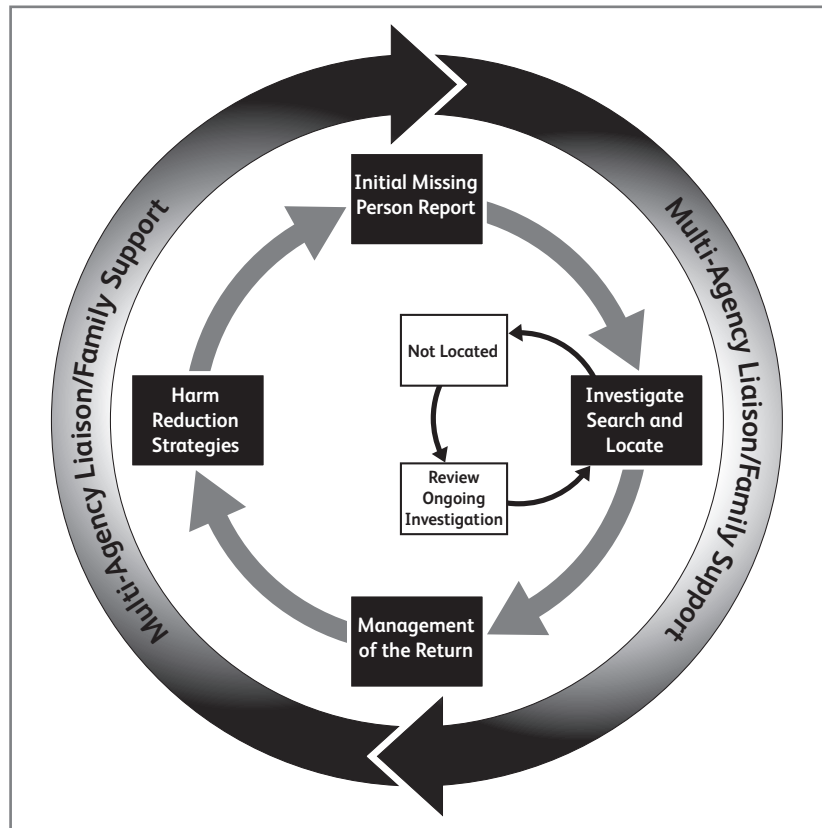 Multi-Agency Liaison/Family Support
Multi-Agency Liaison/Family Support
Initial Missing
Person Report
Not Located
Investigate
Search and
Locate
Harm
Reduction
Strategies
Review
Ongoing
Investigation
Management
of the Return